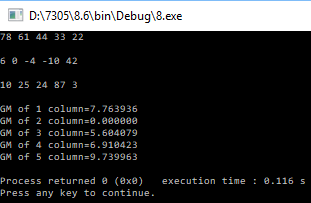 D:\7305\8.6\bin\Debug\8.exe
78 61 44 33 22
6 0 -4 -10 42
10 25 24 87 3
GM of 1 column=7.763936
GM of 2 column=0.000000
GM of 3 column=5.604079
GM of 4 column=6.910423
GM of 5 column=9.739963
Process returned 0 (0x0)   execution time : 0.116 s
Press any key to continue.